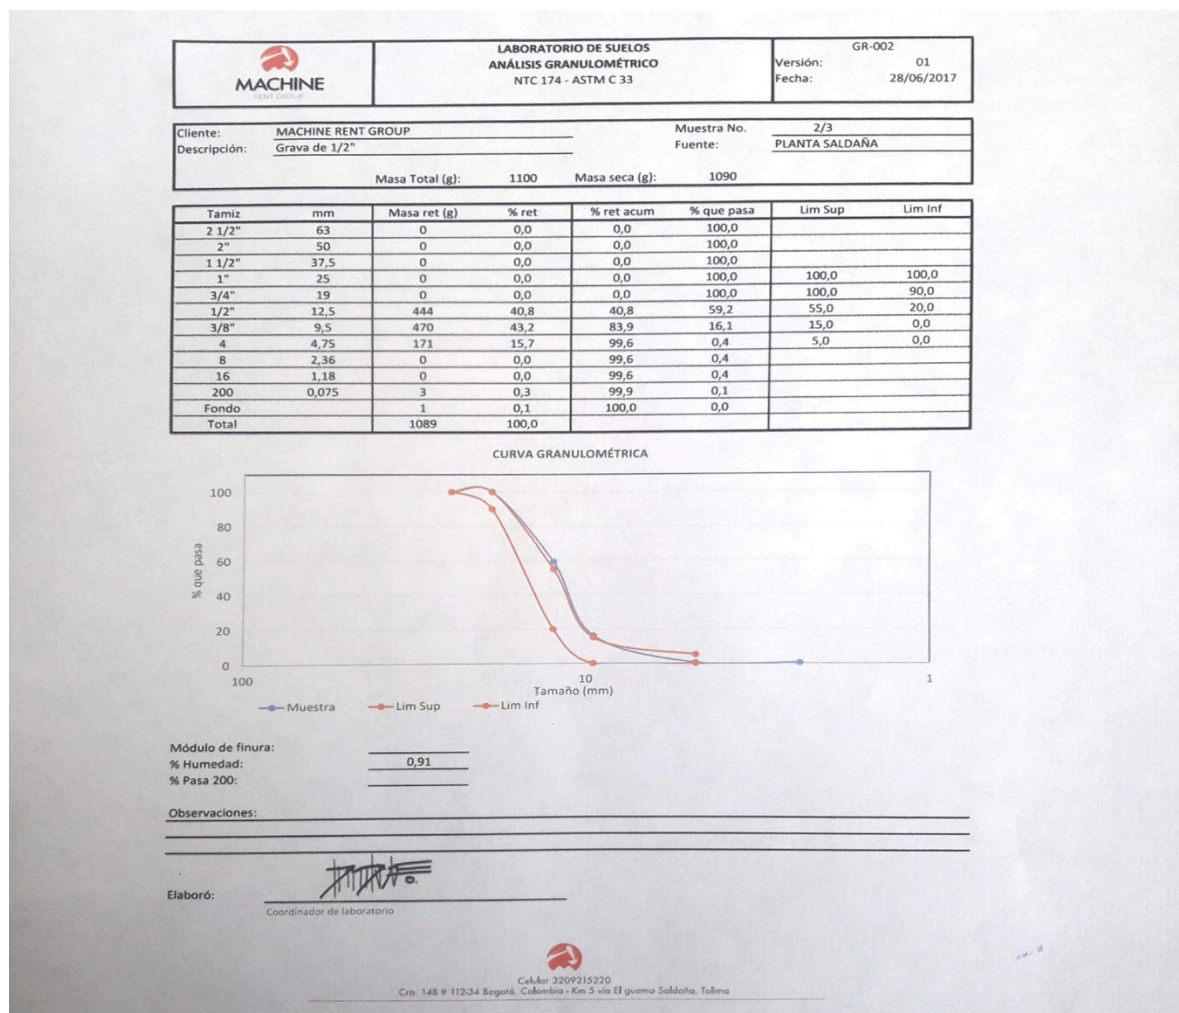 MACHINE
RENT GROUP
LABORATORIO DE SUELOS
ANÁLISIS GRANULOMÉTRICO
NTC 174 - ASTM C 33
GR-002
Versión: 01
Fecha: 28/06/2017
Cliente: MACHINE RENT GROUP Muestra No. 2/3
Descripción: Grava de 1/2" Fuente: PLANTA SALDAÑA
Masa Total (g): 1100 Masa seca (g): 1090
Tamiz mm Masa ret (g) % ret % ret acum % que pasa Lim Sup Lim Inf
2 1/2" 63 0 0,0 0,0 100,0
2" 50 0 0,0 0,0 100,0
1 1/2" 37,5 0 0,0 0,0 100,0
1" 25 0 0,0 0,0 100,0 100,0 100,0
3/4" 19 0 0,0 0,0 100,0 100,0 90,0
1/2" 12,5 444 40,8 40,8 59,2 55,0 20,0
3/8" 9,5 470 43,2 83,9 16,1 15,0 0,0
4 4,75 171 15,7 99,6 0,4 5,0 0,0
8 2,36 0 0,0 99,6 0,4
16 1,18 0 0,0 99,6 0,4
200 0,075 3 0,3 99,9 0,1
Fondo 1 0,1 100,0 0,0
Total 1089 100,0
CURVA GRANULOMÉTRICA
100
80
60
40
20
0
% que pasa
100 10 1
Tamaño (mm)
Muestra Lim Sup Lim Inf
Módulo de finura:
% Humedad: 0,91
% Pasa 200:
Observaciones:
Elaboró:
Coordinador de laboratorio
Celular 3209215220
Cra. 14B # 112-34 Bogotá, Colombia - Km 5 vía El guamo Saldaña, Tolima